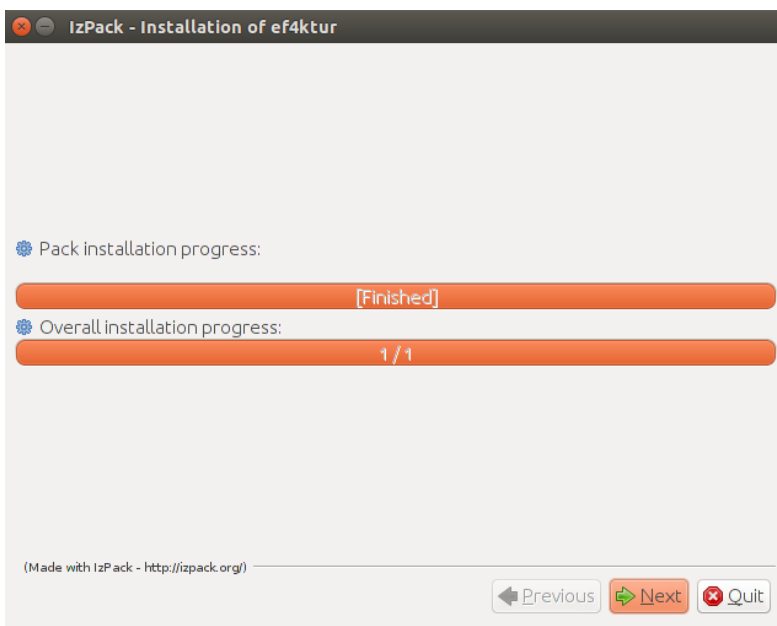 IzPack - Installation of ef4ktur
Pack installation progress:
[Finished]
Overall installation progress:
1 / 1
(Made with IzPack - http://izpack.org/)
Previous Next Quit